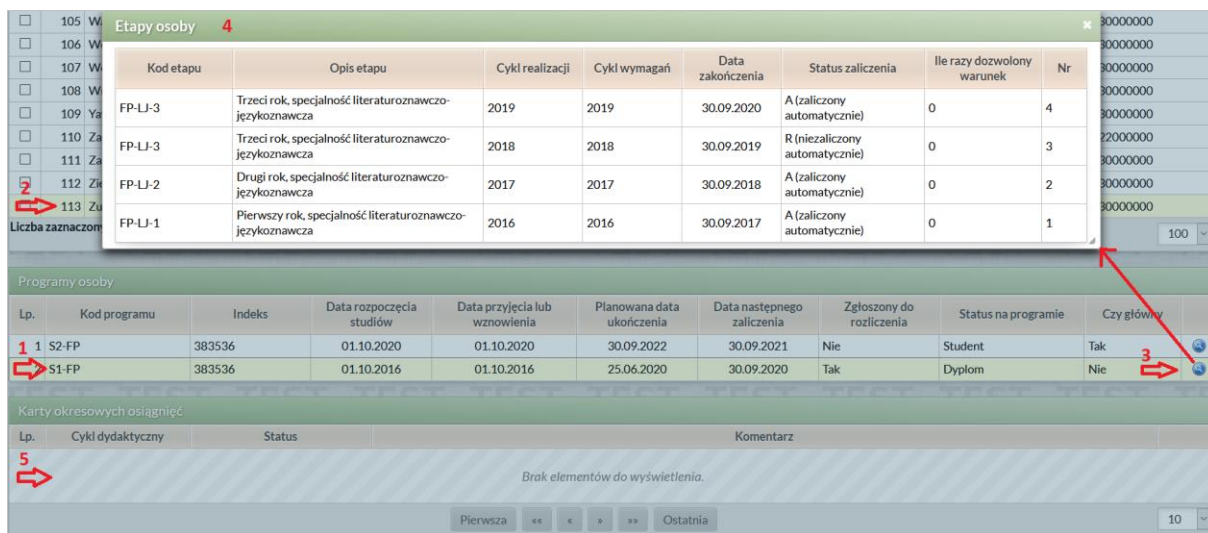 105 W
Etapy osoby 4
30000000
106 W
30000000
107 W
30000000
108 W
30000000
109 Ya
30000000
110 Za
22000000
111 Za
30000000
2 112 Zie
30000000
113 Zu
30000000
Liczba zaznaczon
100
Kod etapu Opis etapu Cykl realizacji Cykl wymagań Data zakończenia Status zaliczenia Ile razy dozwolony warunek Nr
FP-LJ-3 Trzeci rok, specjalność literaturoznawczo-językoznawcza 2019 2019 30.09.2020 A (zaliczony automatycznie) 0 4
FP-LJ-3 Trzeci rok, specjalność literaturoznawczo-językoznawcza 2018 2018 30.09.2019 R (niezaliczony automatycznie) 0 3
FP-LJ-2 Drugi rok, specjalność literaturoznawczo-językoznawcza 2017 2017 30.09.2018 A (zaliczony automatycznie) 0 2
FP-LJ-1 Pierwszy rok, specjalność literaturoznawczo-językoznawcza 2016 2016 30.09.2017 A (zaliczony automatycznie) 0 1
Programy osoby
Lp. Kod programu Indeks Data rozpoczęcia studiów Data przyjęcia lub wznowienia Planowana data ukończenia Data następnego zaliczenia Zgłoszony do rozliczenia Status na programie Czy główny
1 1 S2-FP 383536 01.10.2020 01.10.2020 30.09.2022 30.09.2021 Nie Student Tak
2 S1-FP 383536 01.10.2016 01.10.2016 25.06.2020 30.09.2020 Tak Dyplom Nie 3
Karty okresowych osiągnięć
Lp. Cykl dydaktyczny Status Komentarz
5
Brak elementów do wyświetlenia.
Pierwsza «« « » »» Ostatnia 10